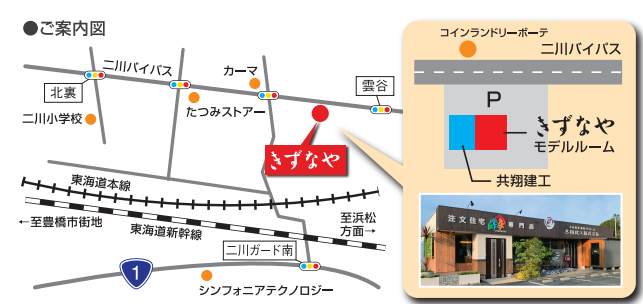 ●ご案内図
二川バイパス
カーマ
北裏
雲谷
たつみストアー
二川小学校
きずなや
東海道本線
←至豊橋市街地
東海道新幹線
至浜松
方面→
二川ガード南
1
シンフォニアテクノロジー
コインランドリーボーテ
二川バイパス
P
きずなや
モデルルーム
共翔建工
注文住宅
専門店